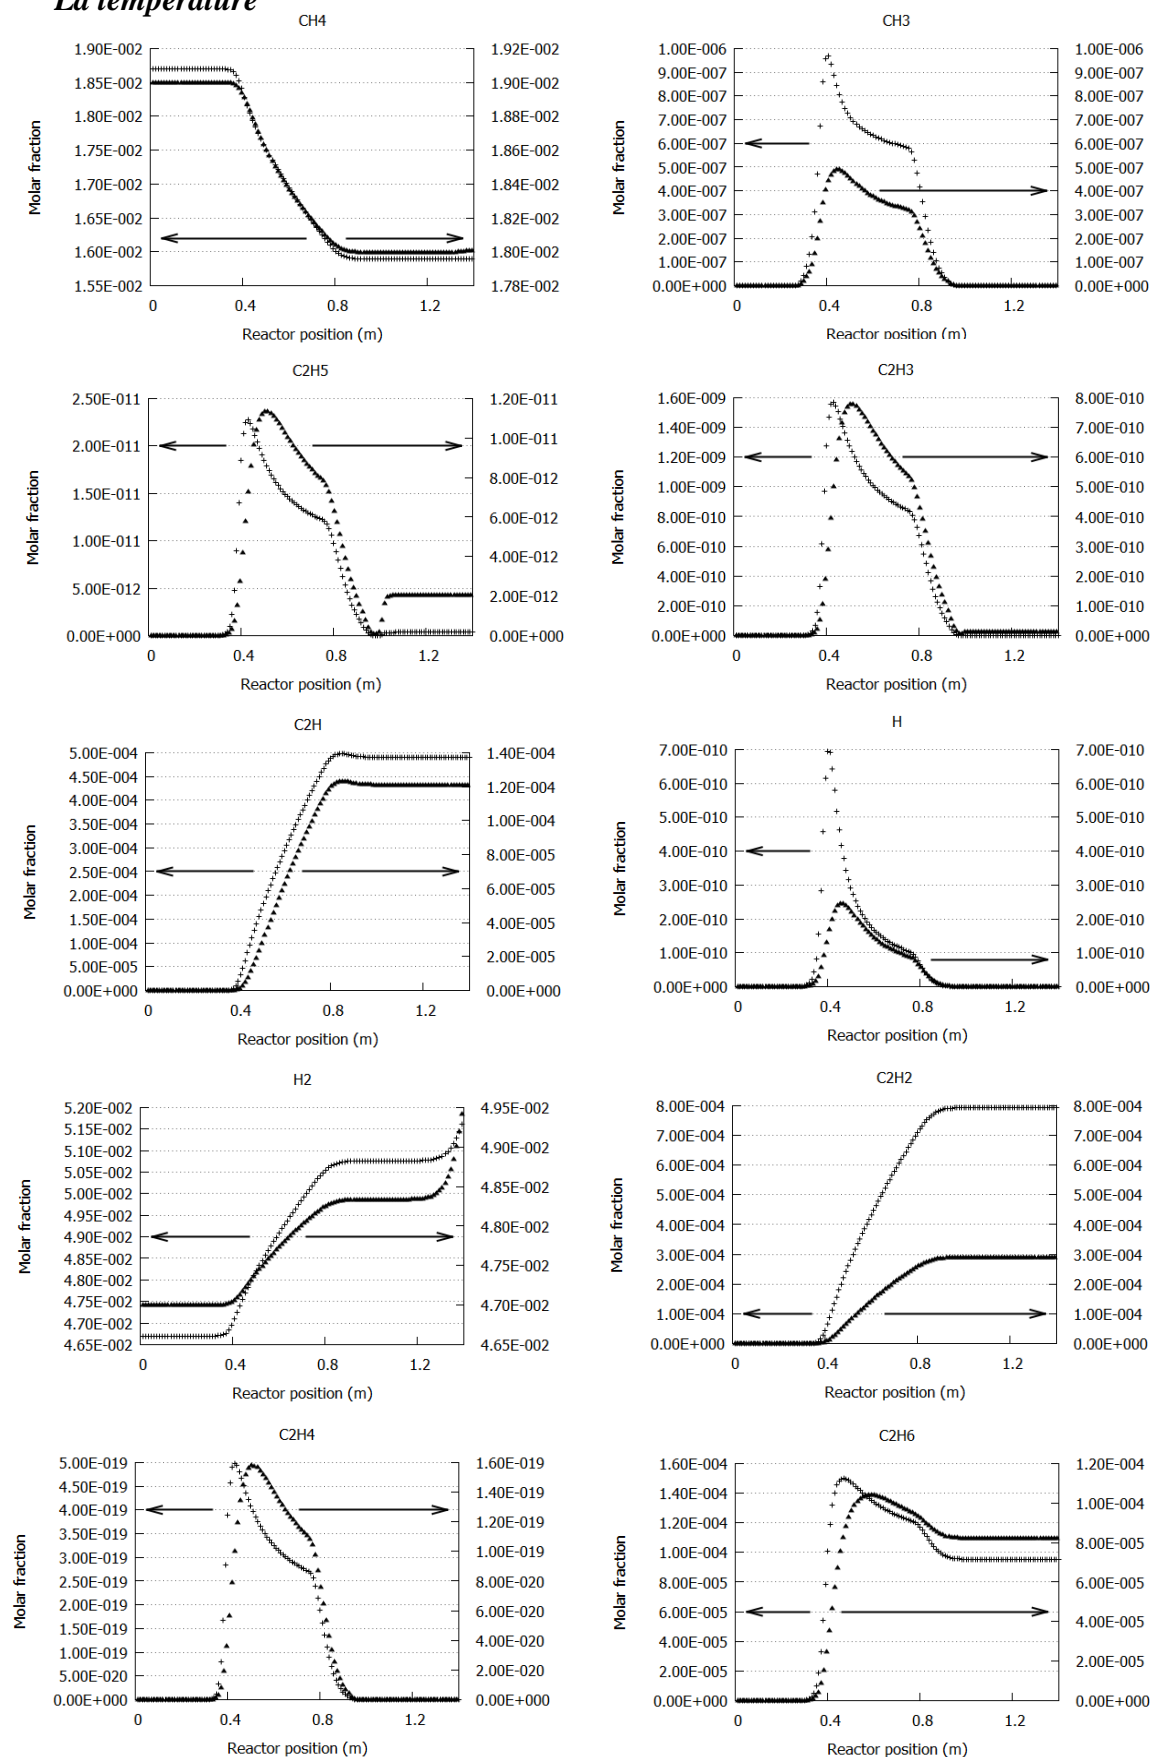 La température
CH4
1.90E-002
1.85E-002
1.80E-002
1.75E-002
1.70E-002
1.65E-002
1.60E-002
1.55E-002
1.92E-002
1.90E-002
1.88E-002
1.86E-002
1.84E-002
1.82E-002
1.80E-002
1.78E-002
Molar fraction
0 0.4 0.8 1.2
Reactor position (m)
CH3
1.00E-006
9.00E-007
8.00E-007
7.00E-007
6.00E-007
5.00E-007
4.00E-007
3.00E-007
2.00E-007
1.00E-007
0.00E+000
1.00E-006
9.00E-007
8.00E-007
7.00E-007
6.00E-007
5.00E-007
4.00E-007
3.00E-007
2.00E-007
1.00E-007
0.00E+000
Molar fraction
0 0.4 0.8 1.2
Reactor position (m)
C2H5
2.50E-011
2.00E-011
1.50E-011
1.00E-011
5.00E-012
0.00E+000
1.20E-011
1.00E-011
8.00E-012
6.00E-012
4.00E-012
2.00E-012
0.00E+000
Molar fraction
0 0.4 0.8 1.2
Reactor position (m)
C2H3
1.60E-009
1.40E-009
1.20E-009
1.00E-009
8.00E-010
6.00E-010
4.00E-010
2.00E-010
0.00E+000
8.00E-010
7.00E-010
6.00E-010
5.00E-010
4.00E-010
3.00E-010
2.00E-010
1.00E-010
0.00E+000
Molar fraction
0 0.4 0.8 1.2
Reactor position (m)
C2H
5.00E-004
4.50E-004
4.00E-004
3.50E-004
3.00E-004
2.50E-004
2.00E-004
1.50E-004
1.00E-004
5.00E-005
0.00E+000
1.40E-004
1.20E-004
1.00E-004
8.00E-005
6.00E-005
4.00E-005
2.00E-005
0.00E+000
Molar fraction
0 0.4 0.8 1.2
Reactor position (m)
H
7.00E-010
6.00E-010
5.00E-010
4.00E-010
3.00E-010
2.00E-010
1.00E-010
0.00E+000
7.00E-010
6.00E-010
5.00E-010
4.00E-010
3.00E-010
2.00E-010
1.00E-010
0.00E+000
Molar fraction
0 0.4 0.8 1.2
Reactor position (m)
H2
5.20E-002
5.15E-002
5.10E-002
5.05E-002
5.00E-002
4.95E-002
4.90E-002
4.85E-002
4.80E-002
4.75E-002
4.70E-002
4.65E-002
4.95E-002
4.90E-002
4.85E-002
4.80E-002
4.75E-002
4.70E-002
4.65E-002
Molar fraction
0 0.4 0.8 1.2
Reactor position (m)
C2H2
8.00E-004
7.00E-004
6.00E-004
5.00E-004
4.00E-004
3.00E-004
2.00E-004
1.00E-004
0.00E+000
8.00E-004
7.00E-004
6.00E-004
5.00E-004
4.00E-004
3.00E-004
2.00E-004
1.00E-004
0.00E+000
Molar fraction
0 0.4 0.8 1.2
Reactor position (m)
C2H4
5.00E-019
4.50E-019
4.00E-019
3.50E-019
3.00E-019
2.50E-019
2.00E-019
1.50E-019
1.00E-019
5.00E-020
0.00E+000
1.60E-019
1.40E-019
1.20E-019
1.00E-019
8.00E-020
6.00E-020
4.00E-020
2.00E-020
0.00E+000
Molar fraction
0 0.4 0.8 1.2
Reactor position (m)
C2H6
1.60E-004
1.40E-004
1.20E-004
1.00E-004
8.00E-005
6.00E-005
4.00E-005
2.00E-005
0.00E+000
1.20E-004
1.00E-004
8.00E-005
6.00E-005
4.00E-005
2.00E-005
0.00E+000
Molar fraction
0 0.4 0.8 1.2
Reactor position (m)